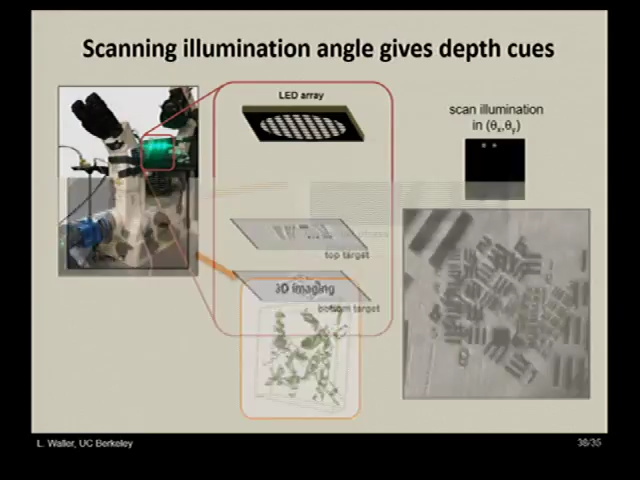 Scanning illumination angle gives depth cues
LED array
scan illumination
in (θx,θy)
top target
3D imaging
bottom target
L. Waller, UC Berkeley
38/35